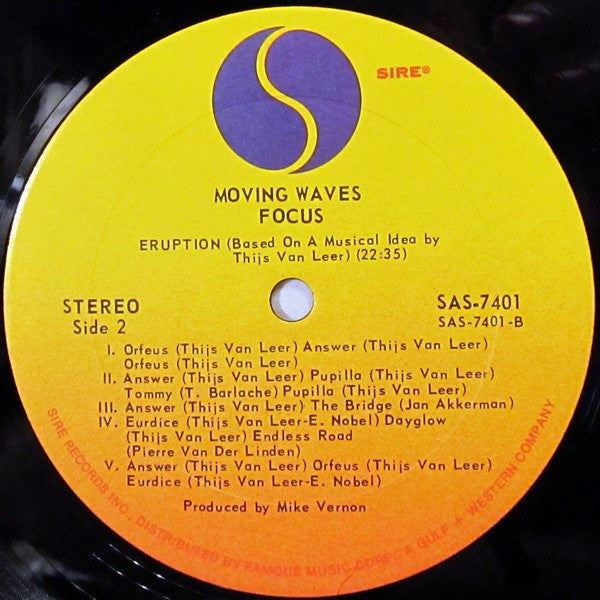 SIRE®
MOVING WAVES
FOCUS
ERUPTION (Based On A Musical Idea by
Thijs Van Leer) (22:35)
STEREO
Side 2
SAS-7401
SAS-7401-B
I. Orfeus (Thijs Van Leer) Answer (Thijs Van Leer)
Orfeus (Thijs Van Leer)
II. Answer (Thijs Van Leer) Pupilla (Thijs Van Leer)
Tommy (T. Barlache) Pupilla (Thijs Van Leer)
III. Answer (Thijs Van Leer) The Bridge (Jan Akkerman)
IV. Eurdice (Thijs Van Leer-E. Nobel) Dayglow
(Thijs Van Leer) Endless Road
(Pierre Van Der Linden)
V. Answer (Thijs Van Leer) Orfeus (Thijs Van Leer)
Eurdice (Thijs Van Leer-E. Nobel)
Produced by Mike Vernon
SIRE RECORDS INC., DISTRIBUTED BY FAMOUS MUSIC CORP., A GULF + WESTERN COMPANY